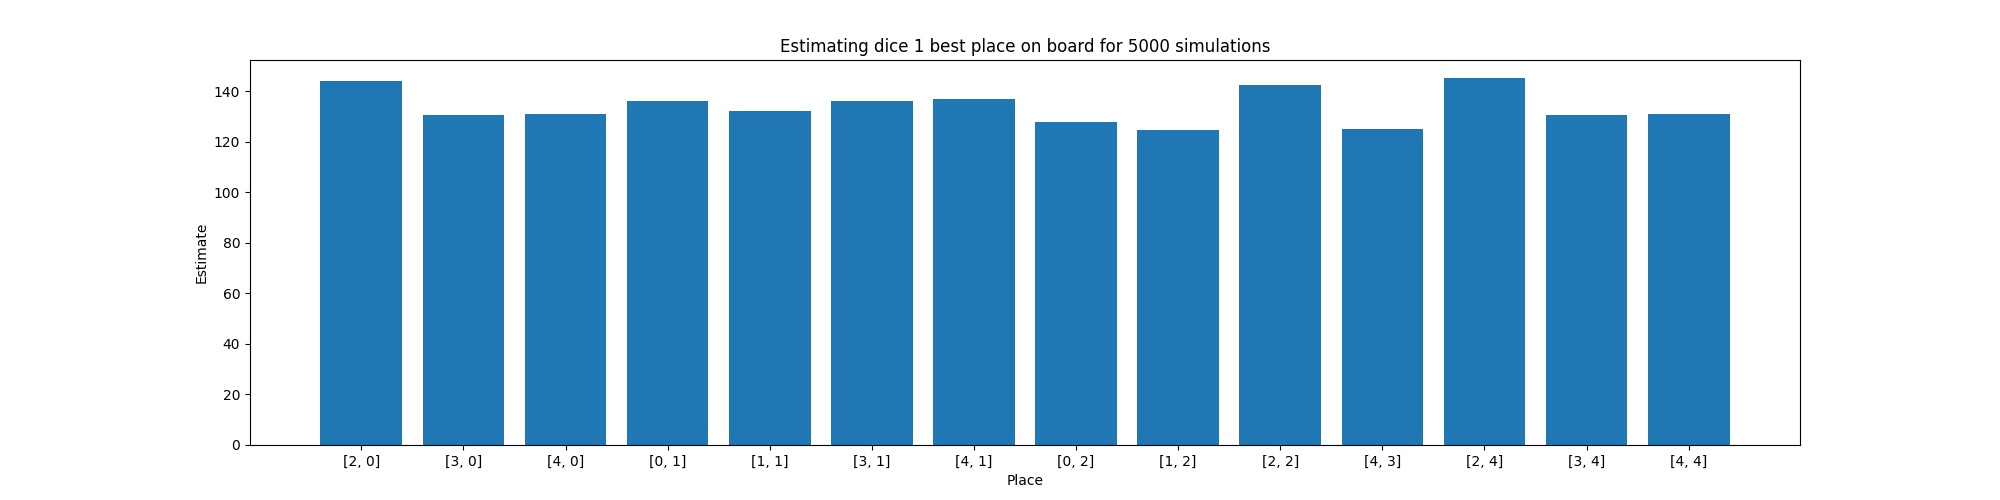 Estimating dice 1 best place on board for 5000 simulations
Estimate
140
120
100
80
60
40
20
0
[2, 0] [3, 0] [4, 0] [0, 1] [1, 1] [3, 1] [4, 1] [0, 2] [1, 2] [2, 2] [4, 3] [2, 4] [3, 4] [4, 4]
Place